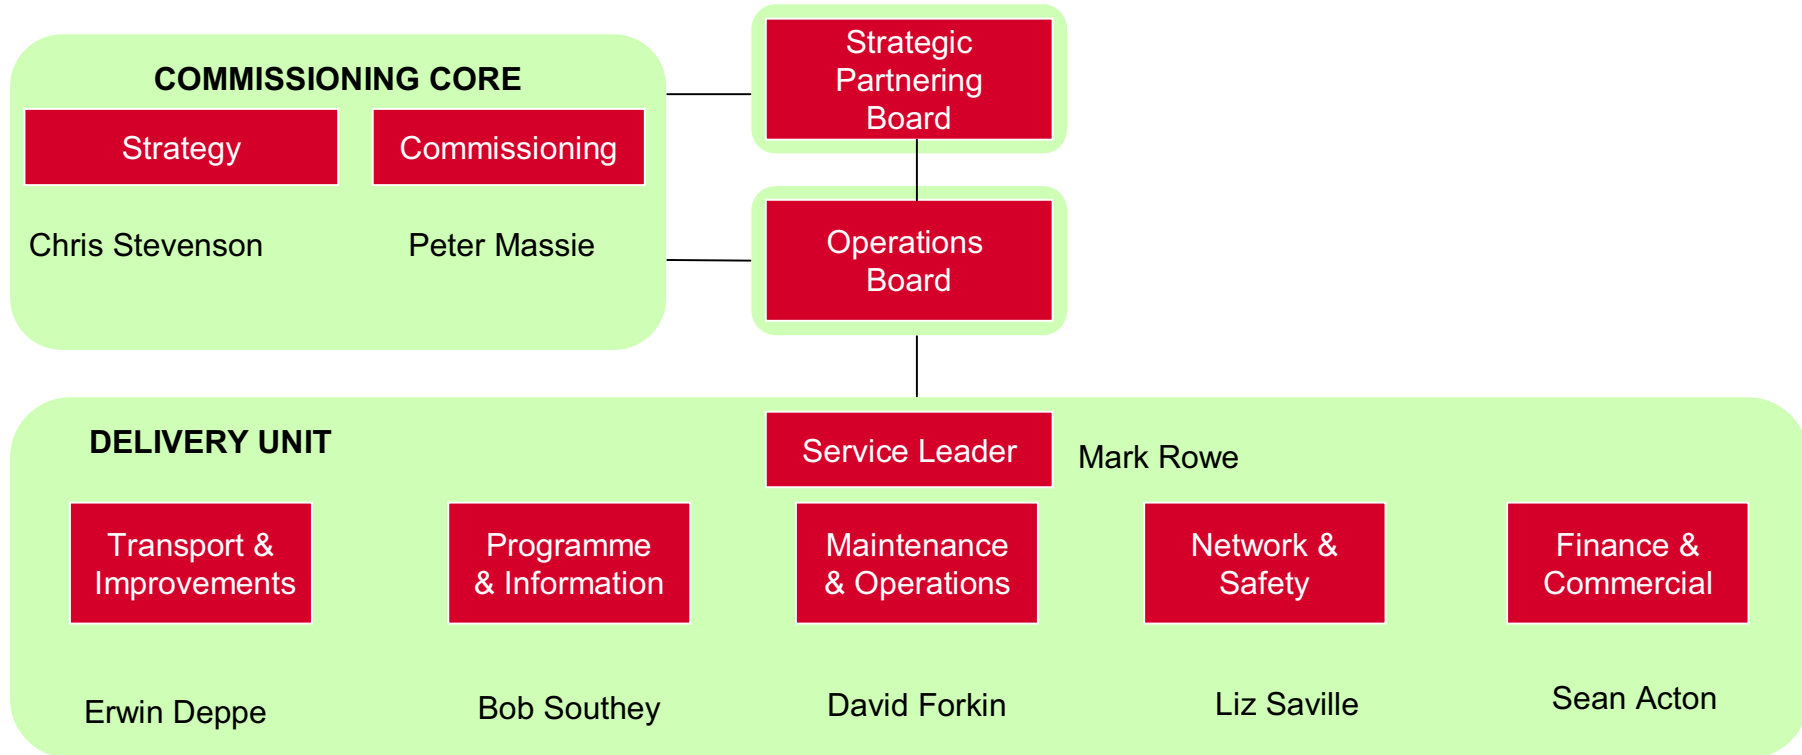 COMMISSIONING CORE
Strategy
Commissioning
Chris Stevenson
Peter Massie
Strategic
Partnering
Board
Operations
Board
DELIVERY UNIT
Service Leader
Mark Rowe
Transport &
Improvements
Programme
& Information
Maintenance
& Operations
Network &
Safety
Finance &
Commercial
Erwin Deppe
Bob Southey
David Forkin
Liz Saville
Sean Acton